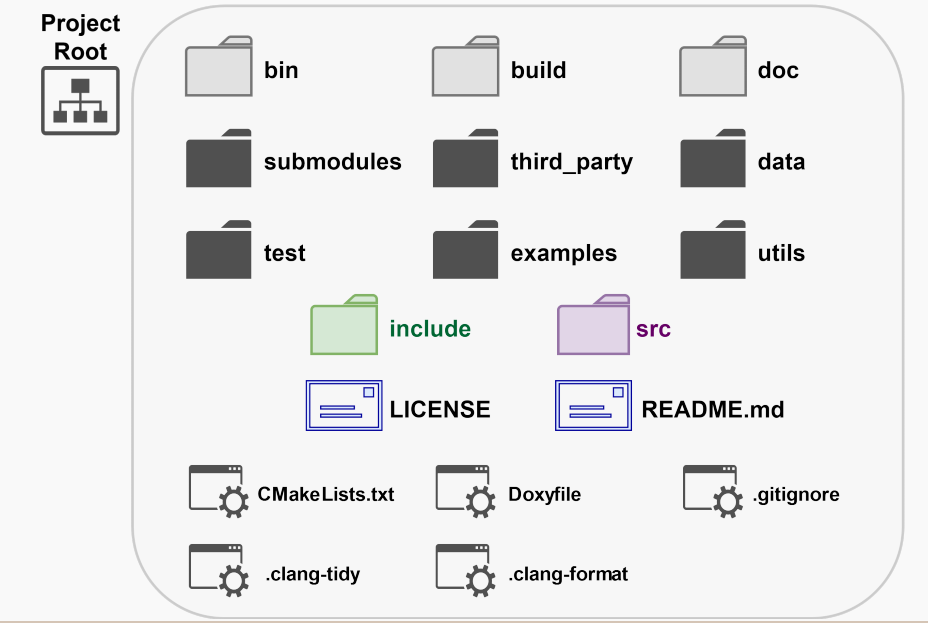 Project
Root
bin
build
doc
submodules
third_party
data
test
examples
utils
include
src
LICENSE
README.md
CMakeLists.txt
Doxyfile
.gitignore
.clang-tidy
.clang-format